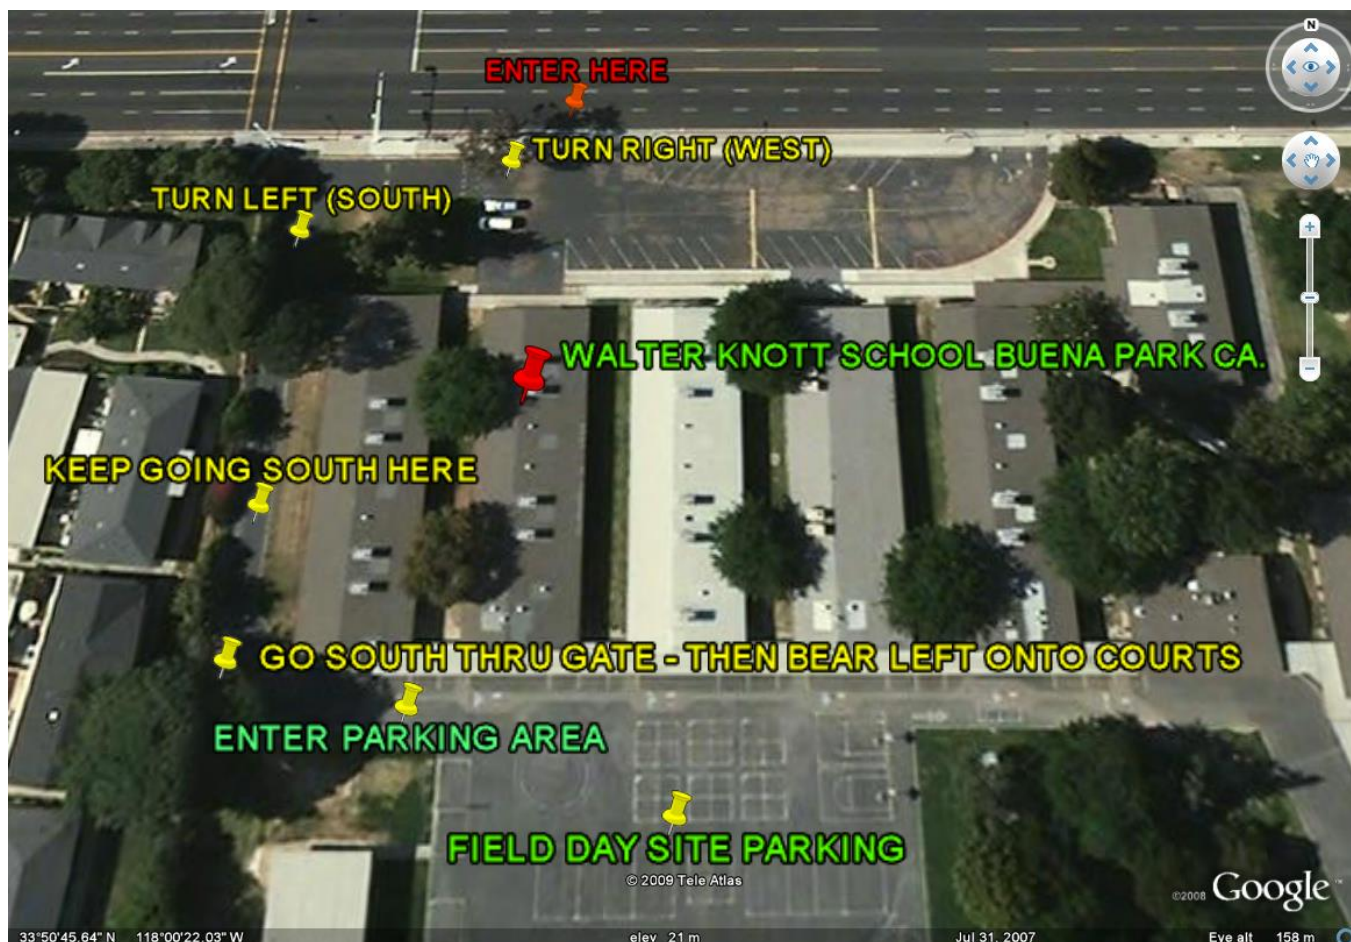 N
ENTER HERE
TURN RIGHT (WEST)
TURN LEFT (SOUTH)
WALTER KNOTT SCHOOL BUENA PARK CA.
KEEP GOING SOUTH HERE
GO SOUTH THRU GATE - THEN BEAR LEFT ONTO COURTS
ENTER PARKING AREA
FIELD DAY SITE PARKING
© 2009 Tele Atlas
©2008 Google™
33°50'45.64" N 118°00'22.03" W elev 21 m Jul 31, 2007 Eye alt 158 m